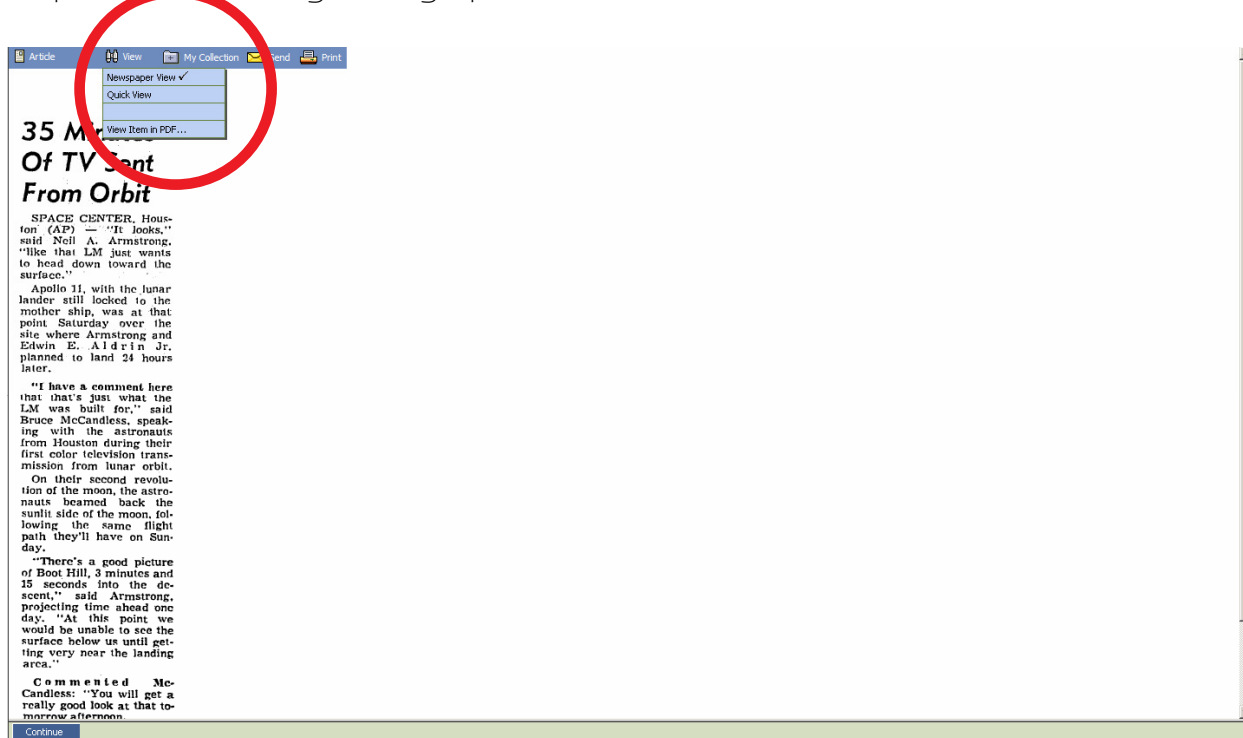 Article View My Collection Send Print
Newspaper View ✓
Quick View
View Item in PDF...
35 Minutes
Of TV Sent
From Orbit
SPACE CENTER, Hous-
ton (AP) — "It looks,"
said Neil A. Armstrong,
"like that LM just wants
to head down toward the
surface."
Apollo 11, with the lunar
lander still locked to the
mother ship, was at that
point Saturday over the
site where Armstrong and
Edwin E. Aldrin Jr.
planned to land 24 hours
later.
"I have a comment here
that that's just what the
LM was built for," said
Bruce McCandless, speak-
ing with the astronauts
from Houston during their
first color television trans-
mission from lunar orbit.
On their second revolu-
tion of the moon, the astro-
nauts beamed back the
sunlit side of the moon, fol-
lowing the same flight
path they'll have on Sun-
day.
"There's a good picture
of Boot Hill, 3 minutes and
15 seconds into the de-
scent," said Armstrong,
projecting time ahead one
day. "At this point we
would be unable to see the
surface below us until get-
ting very near the landing
area."
Commented Mc-
Candless: "You will get a
really good look at that to-
morrow afternoon.
Continue